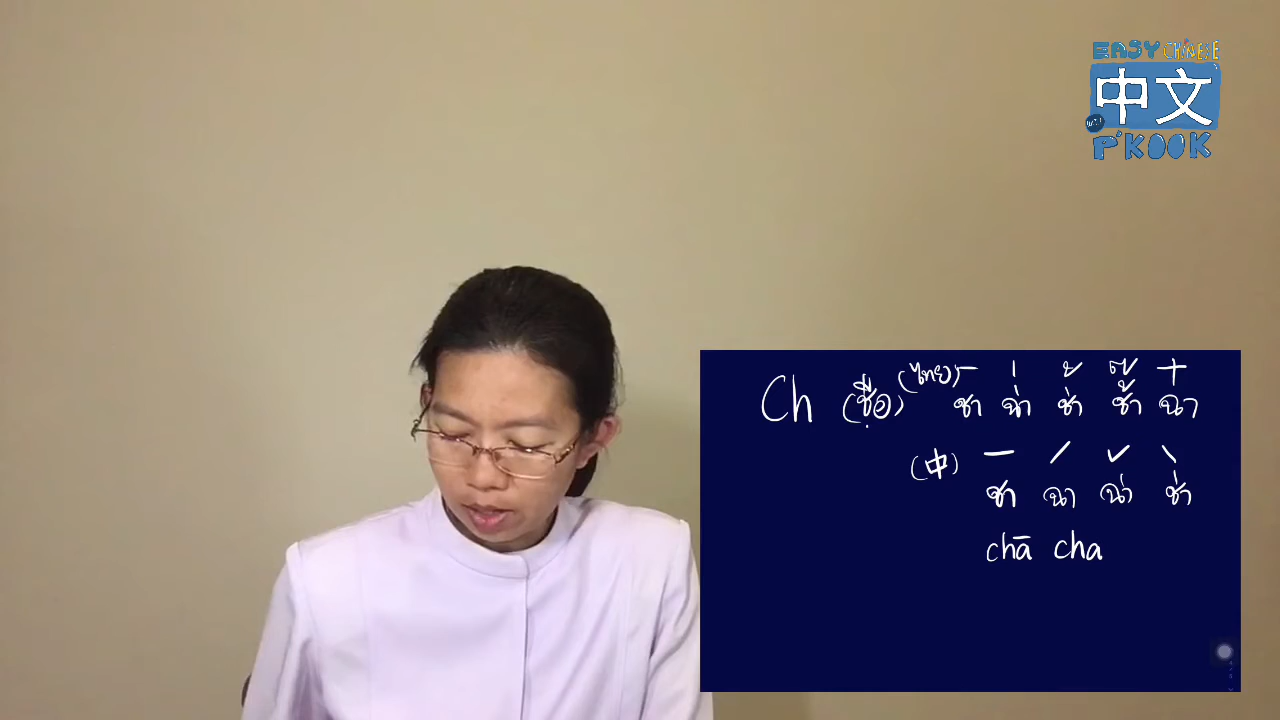 EASY CHINESE
中文
with
P'KOOK
Ch (ชือ) (ไทย) – ่ ้ ๊ +
ชา ฉ่า ช่า ช้า ฉา
(中) ˉ ˊ ˇ ˋ
ชา ฉา ฉ่า ช่า
chā cha